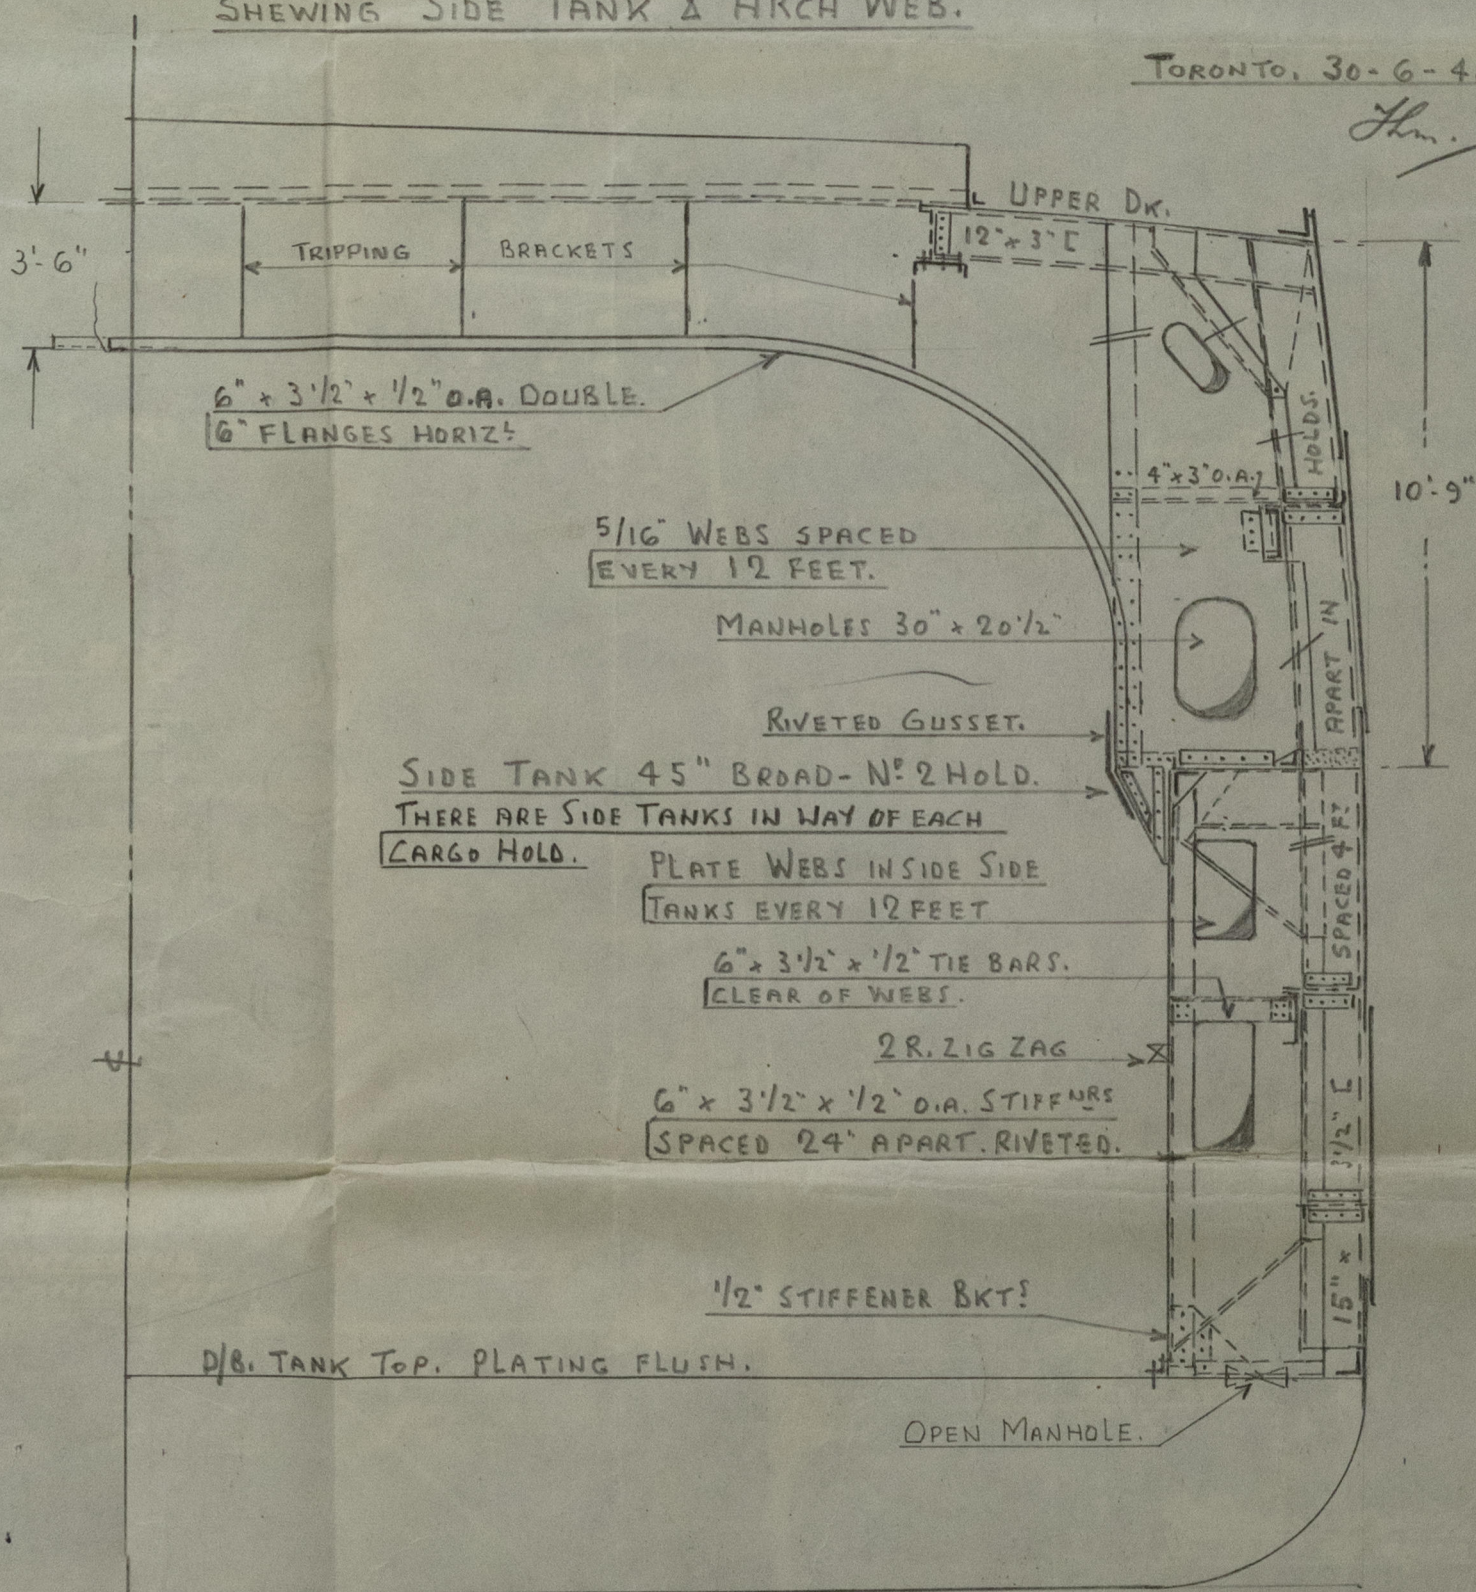 SHEWING SIDE TANK & ARCH WEB.
TORONTO. 30-6-4
UPPER DK.
12" x 3" [
TRIPPING BRACKETS
3'-6"
6" x 3 1/2" x 1/2" O.A. DOUBLE.
6" FLANGES HORIZL
4" x 3" O.A.
10'-9"
5/16" WEBS SPACED
EVERY 12 FEET.
MANHOLES 30" x 20 1/2"
RIVETED GUSSET.
SIDE TANK 45" BROAD - No. 2 HOLD.
THERE ARE SIDE TANKS IN WAY OF EACH
CARGO HOLD.
PLATE WEBS INSIDE SIDE
TANKS EVERY 12 FEET
6" x 3 1/2" x 1/2" TIE BARS.
CLEAR OF WEBS.
2 R. ZIG ZAG
6" x 3 1/2" x 1/2" O.A. STIFFNRS
SPACED 24" APART. RIVETED.
15" x 3 1/2" [ SPACED 4 FT APART IN HOLDS.
1/2" STIFFENER BKTS
D/B. TANK TOP. PLATING FLUSH.
OPEN MANHOLE.